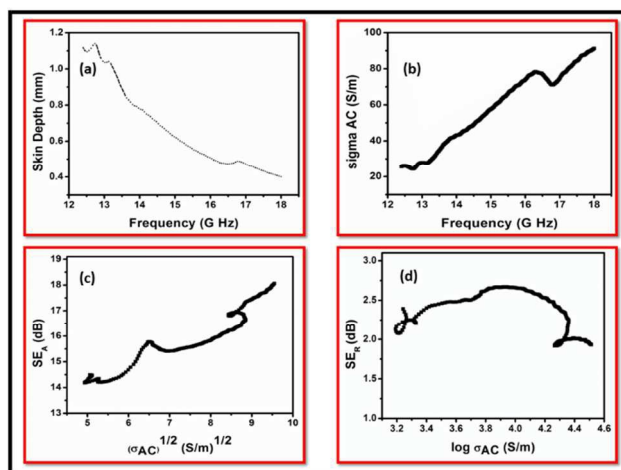 (a)
Skin Depth (mm)
1.2
1.0
0.8
0.6
0.4
12 13 14 15 16 17 18
Frequency (G Hz)
(b)
sigma AC (S/m)
100
80
60
40
20
12 13 14 15 16 17 18
Frequency (G Hz)
(c)
SE_A (dB)
19
18
17
16
15
14
13
5 6 7 8 9 10
(σ_AC)^1/2 (S/m)^1/2
(d)
SE_R (dB)
3.0
2.5
2.0
1.5
1.0
3.2 3.4 3.6 3.8 4.0 4.2 4.4 4.6
log σ_AC (S/m)